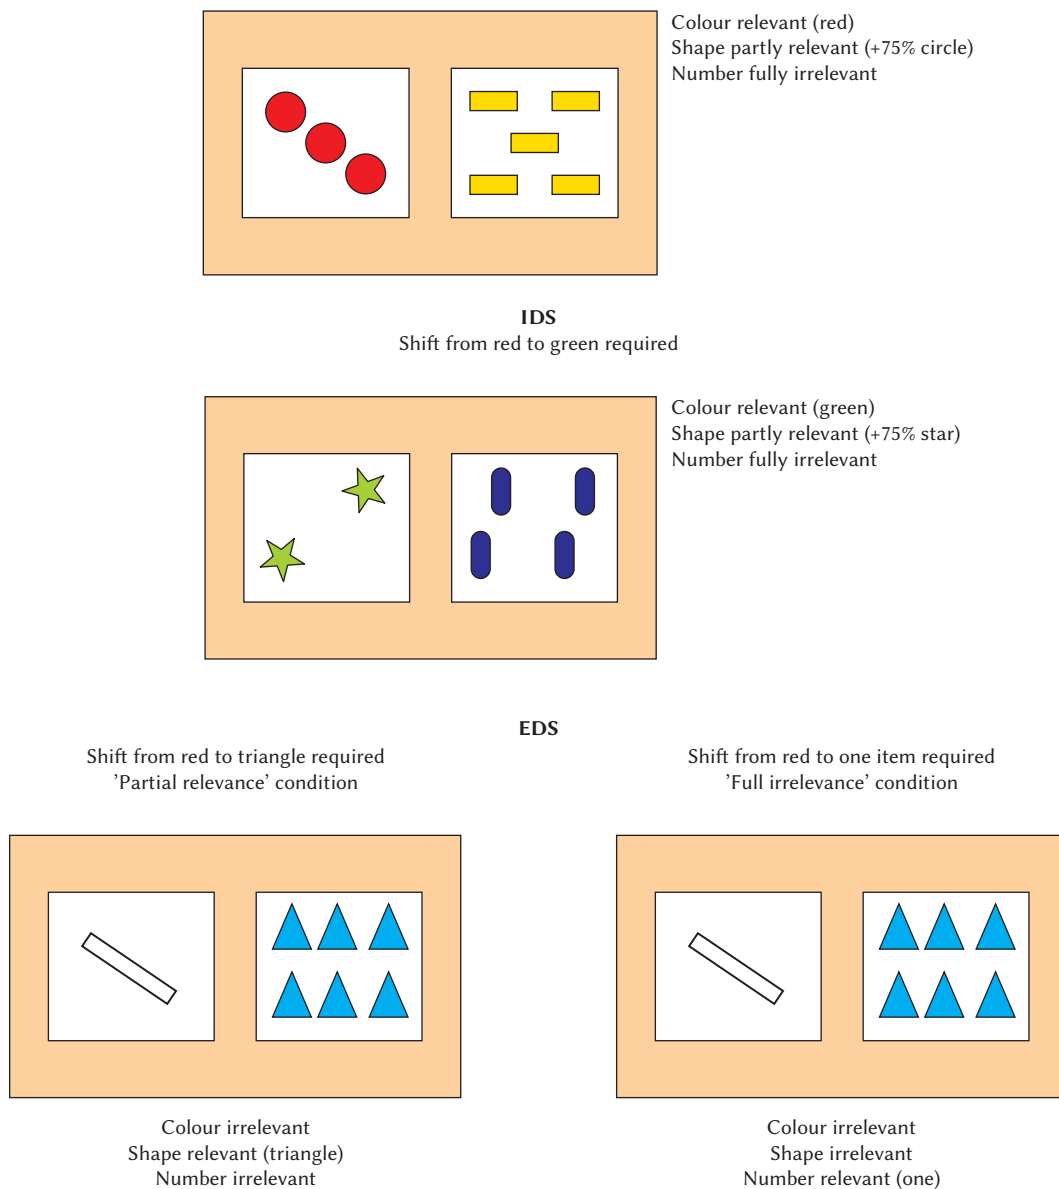 Colour relevant (red)
Shape partly relevant (+75% circle)
Number fully irrelevant
IDS
Shift from red to green required
Colour relevant (green)
Shape partly relevant (+75% star)
Number fully irrelevant
EDS
Shift from red to triangle required
’Partial relevance’ condition
Shift from red to one item required
’Full irrelevance’ condition
Colour irrelevant
Shape relevant (triangle)
Number irrelevant
Colour irrelevant
Shape irrelevant
Number relevant (one)